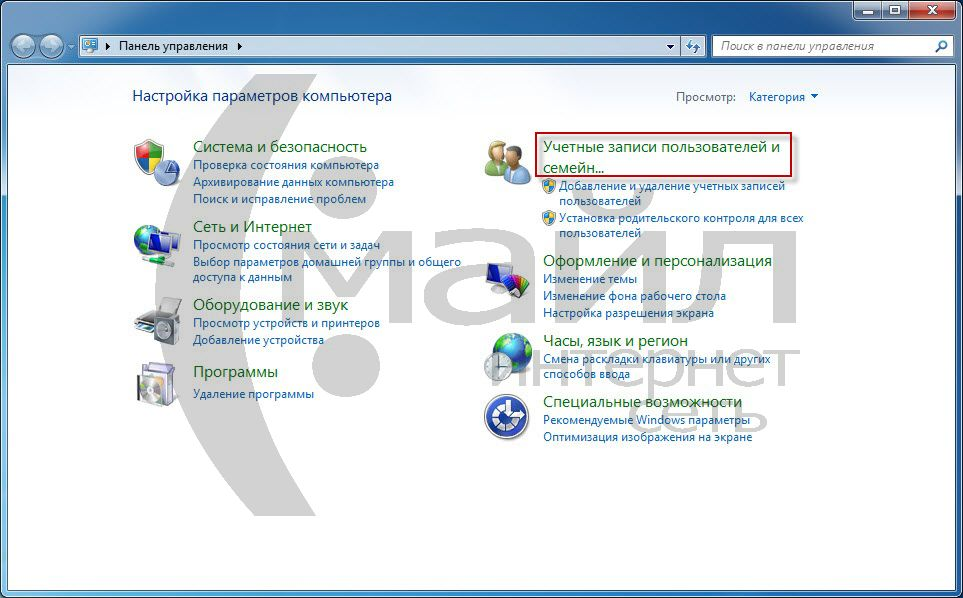 Панель управления
Поиск в панели управления
Настройка параметров компьютера
Просмотр: Категория
Система и безопасность
Проверка состояния компьютера
Архивирование данных компьютера
Поиск и исправление проблем
Сеть и Интернет
Просмотр состояния сети и задач
Выбор параметров домашней группы и общего
доступа к данным
Оборудование и звук
Просмотр устройств и принтеров
Добавление устройства
Программы
Удаление программы
Учетные записи пользователей и
семейн...
Добавление и удаление учетных записей
пользователей
Установка родительского контроля для всех
пользователей
Оформление и персонализация
Изменение темы
Изменение фона рабочего стола
Настройка разрешения экрана
Часы, язык и регион
Смена раскладки клавиатуры или других
способов ввода
Специальные возможности
Рекомендуемые Windows параметры
Оптимизация изображения на экране
смайл
интернет
сеть